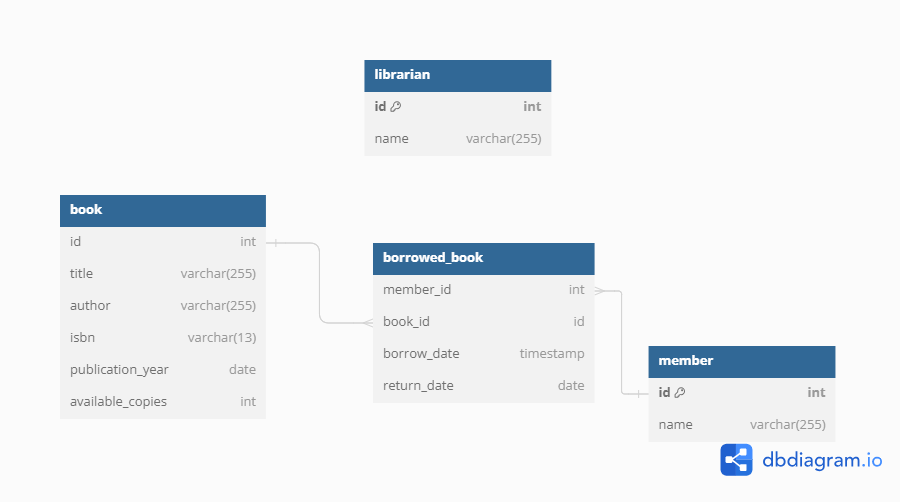 librarian
id int
name varchar(255)
book
id int
title varchar(255)
author varchar(255)
isbn varchar(13)
publication_year date
available_copies int
borrowed_book
member_id int
book_id id
borrow_date timestamp
return_date date
member
id int
name varchar(255)
dbdiagram.io